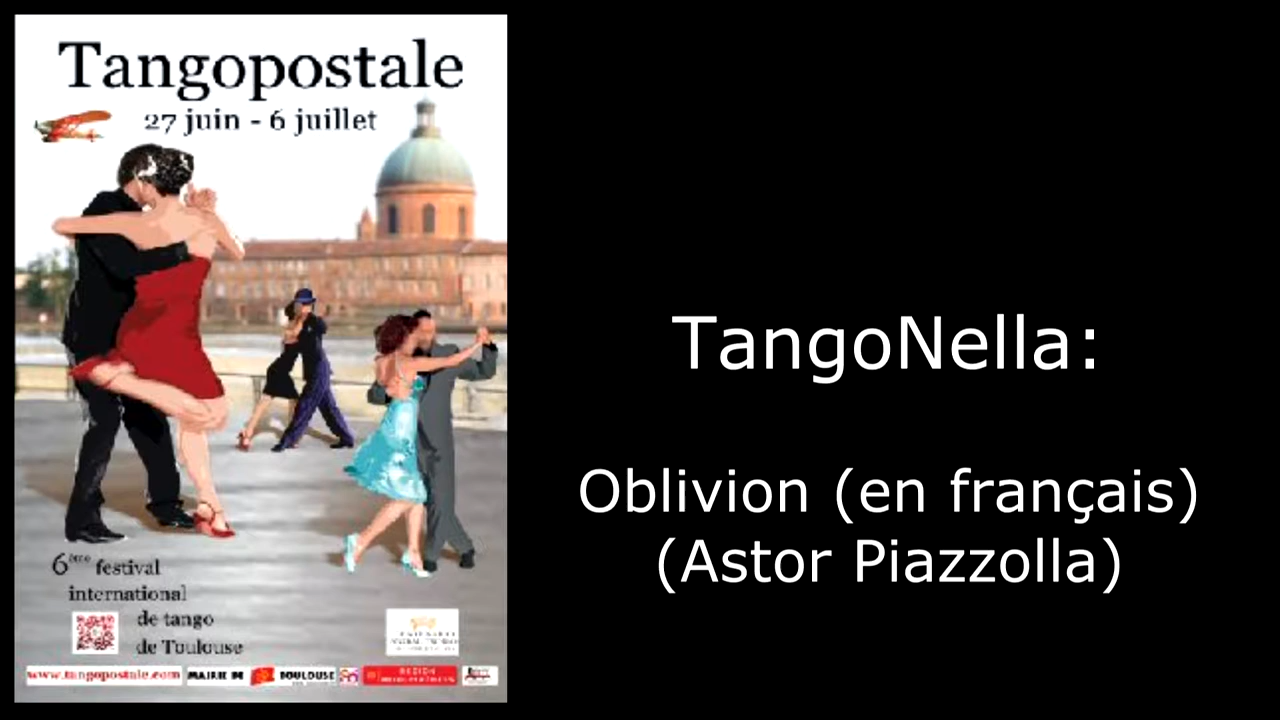 Tangopostale
27 juin - 6 juillet
6ème festival
international
de tango
de Toulouse
www.tangopostale.com
MAIRIE DE
TOULOUSE
REGION
TangoNella:
Oblivion (en français)
(Astor Piazzolla)